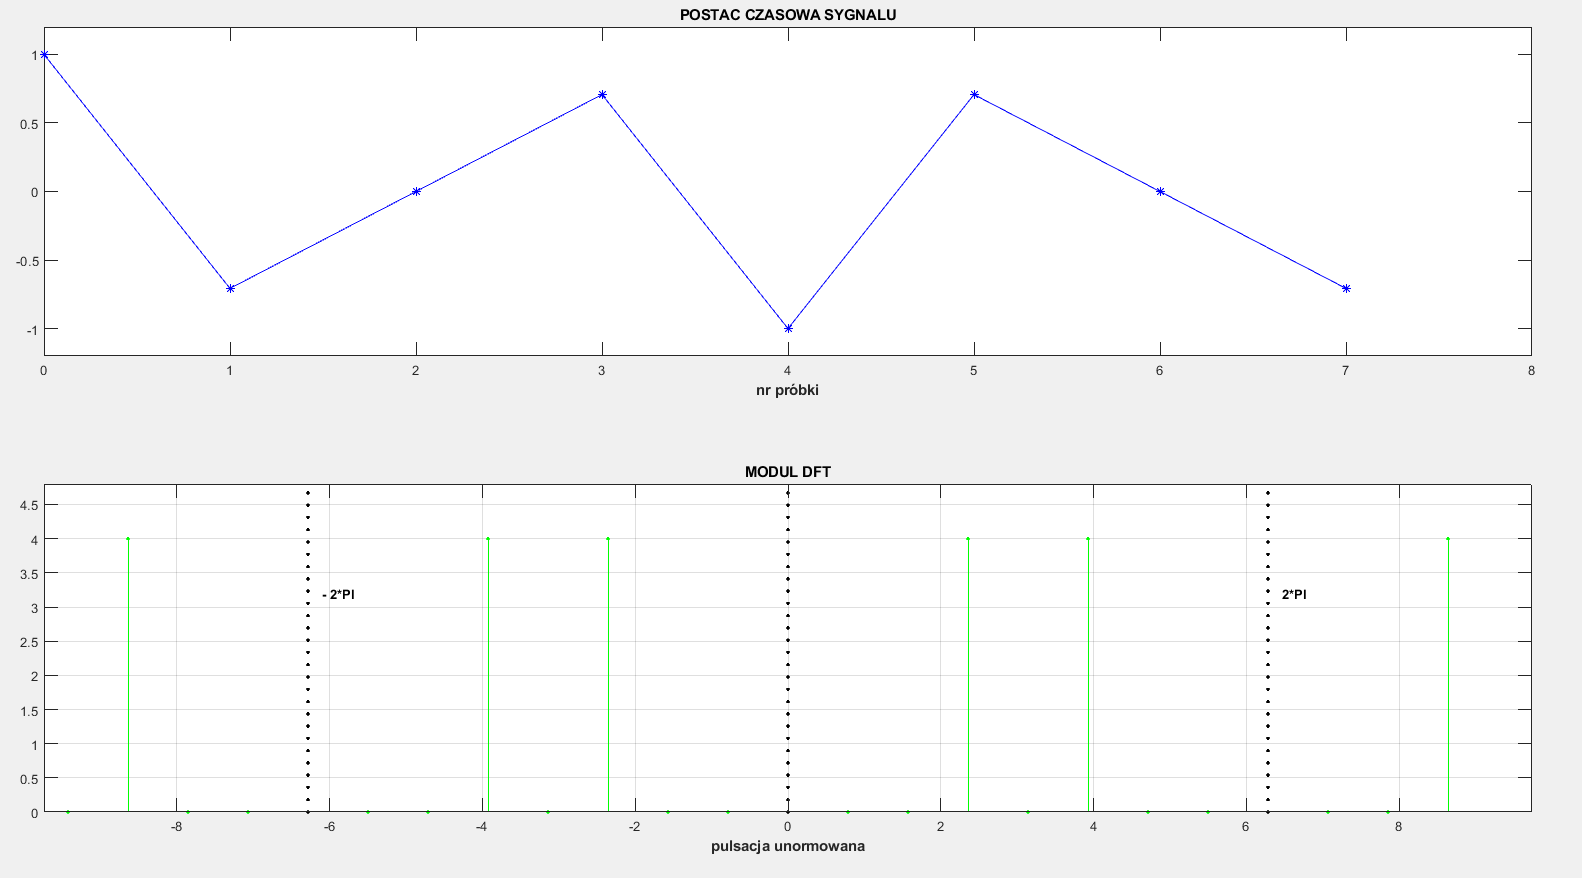 POSTAC CZASOWA SYGNALU
1
0.5
0
-0.5
-1
0 1 2 3 4 5 6 7 8
nr próbki
MODUL DFT
4.5
4
3.5
- 2*PI 2*PI
3
2.5
2
1.5
1
0.5
0
-8 -6 -4 -2 0 2 4 6 8
pulsacja unormowana